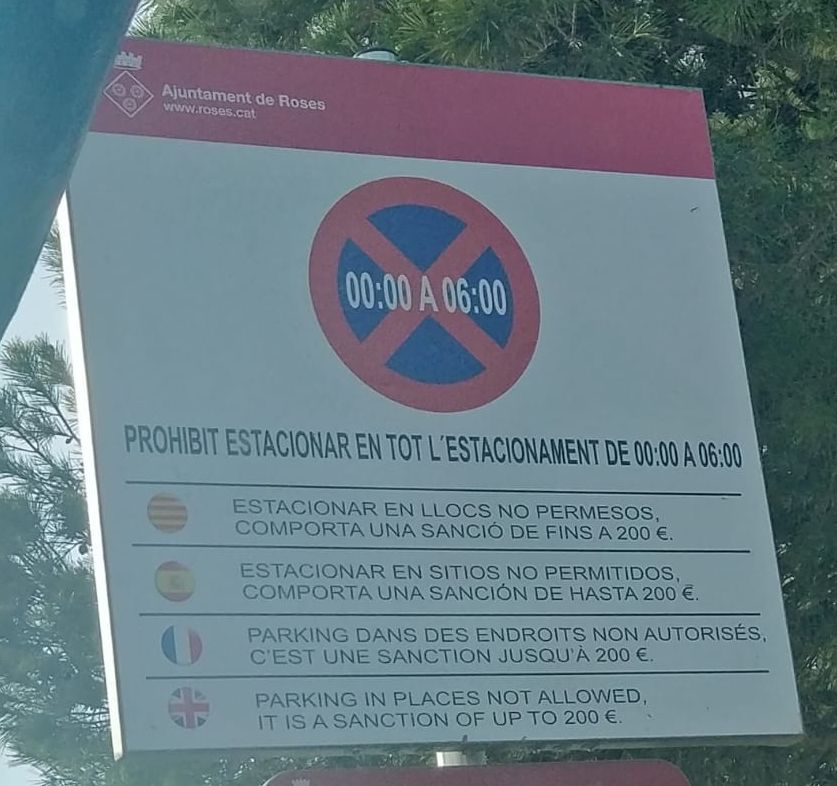 Ajuntament de Roses
www.roses.cat
00:00 A 06:00
PROHIBIT ESTACIONAR EN TOT L´ESTACIONAMENT DE 00:00 A 06:00
ESTACIONAR EN LLOCS NO PERMESOS,
COMPORTA UNA SANCIÓ DE FINS A 200 €.
ESTACIONAR EN SITIOS NO PERMITIDOS,
COMPORTA UNA SANCIÓN DE HASTA 200 €.
PARKING DANS DES ENDROITS NON AUTORISÉS,
C'EST UNE SANCTION JUSQU'À 200 €.
PARKING IN PLACES NOT ALLOWED,
IT IS A SANCTION OF UP TO 200 €.